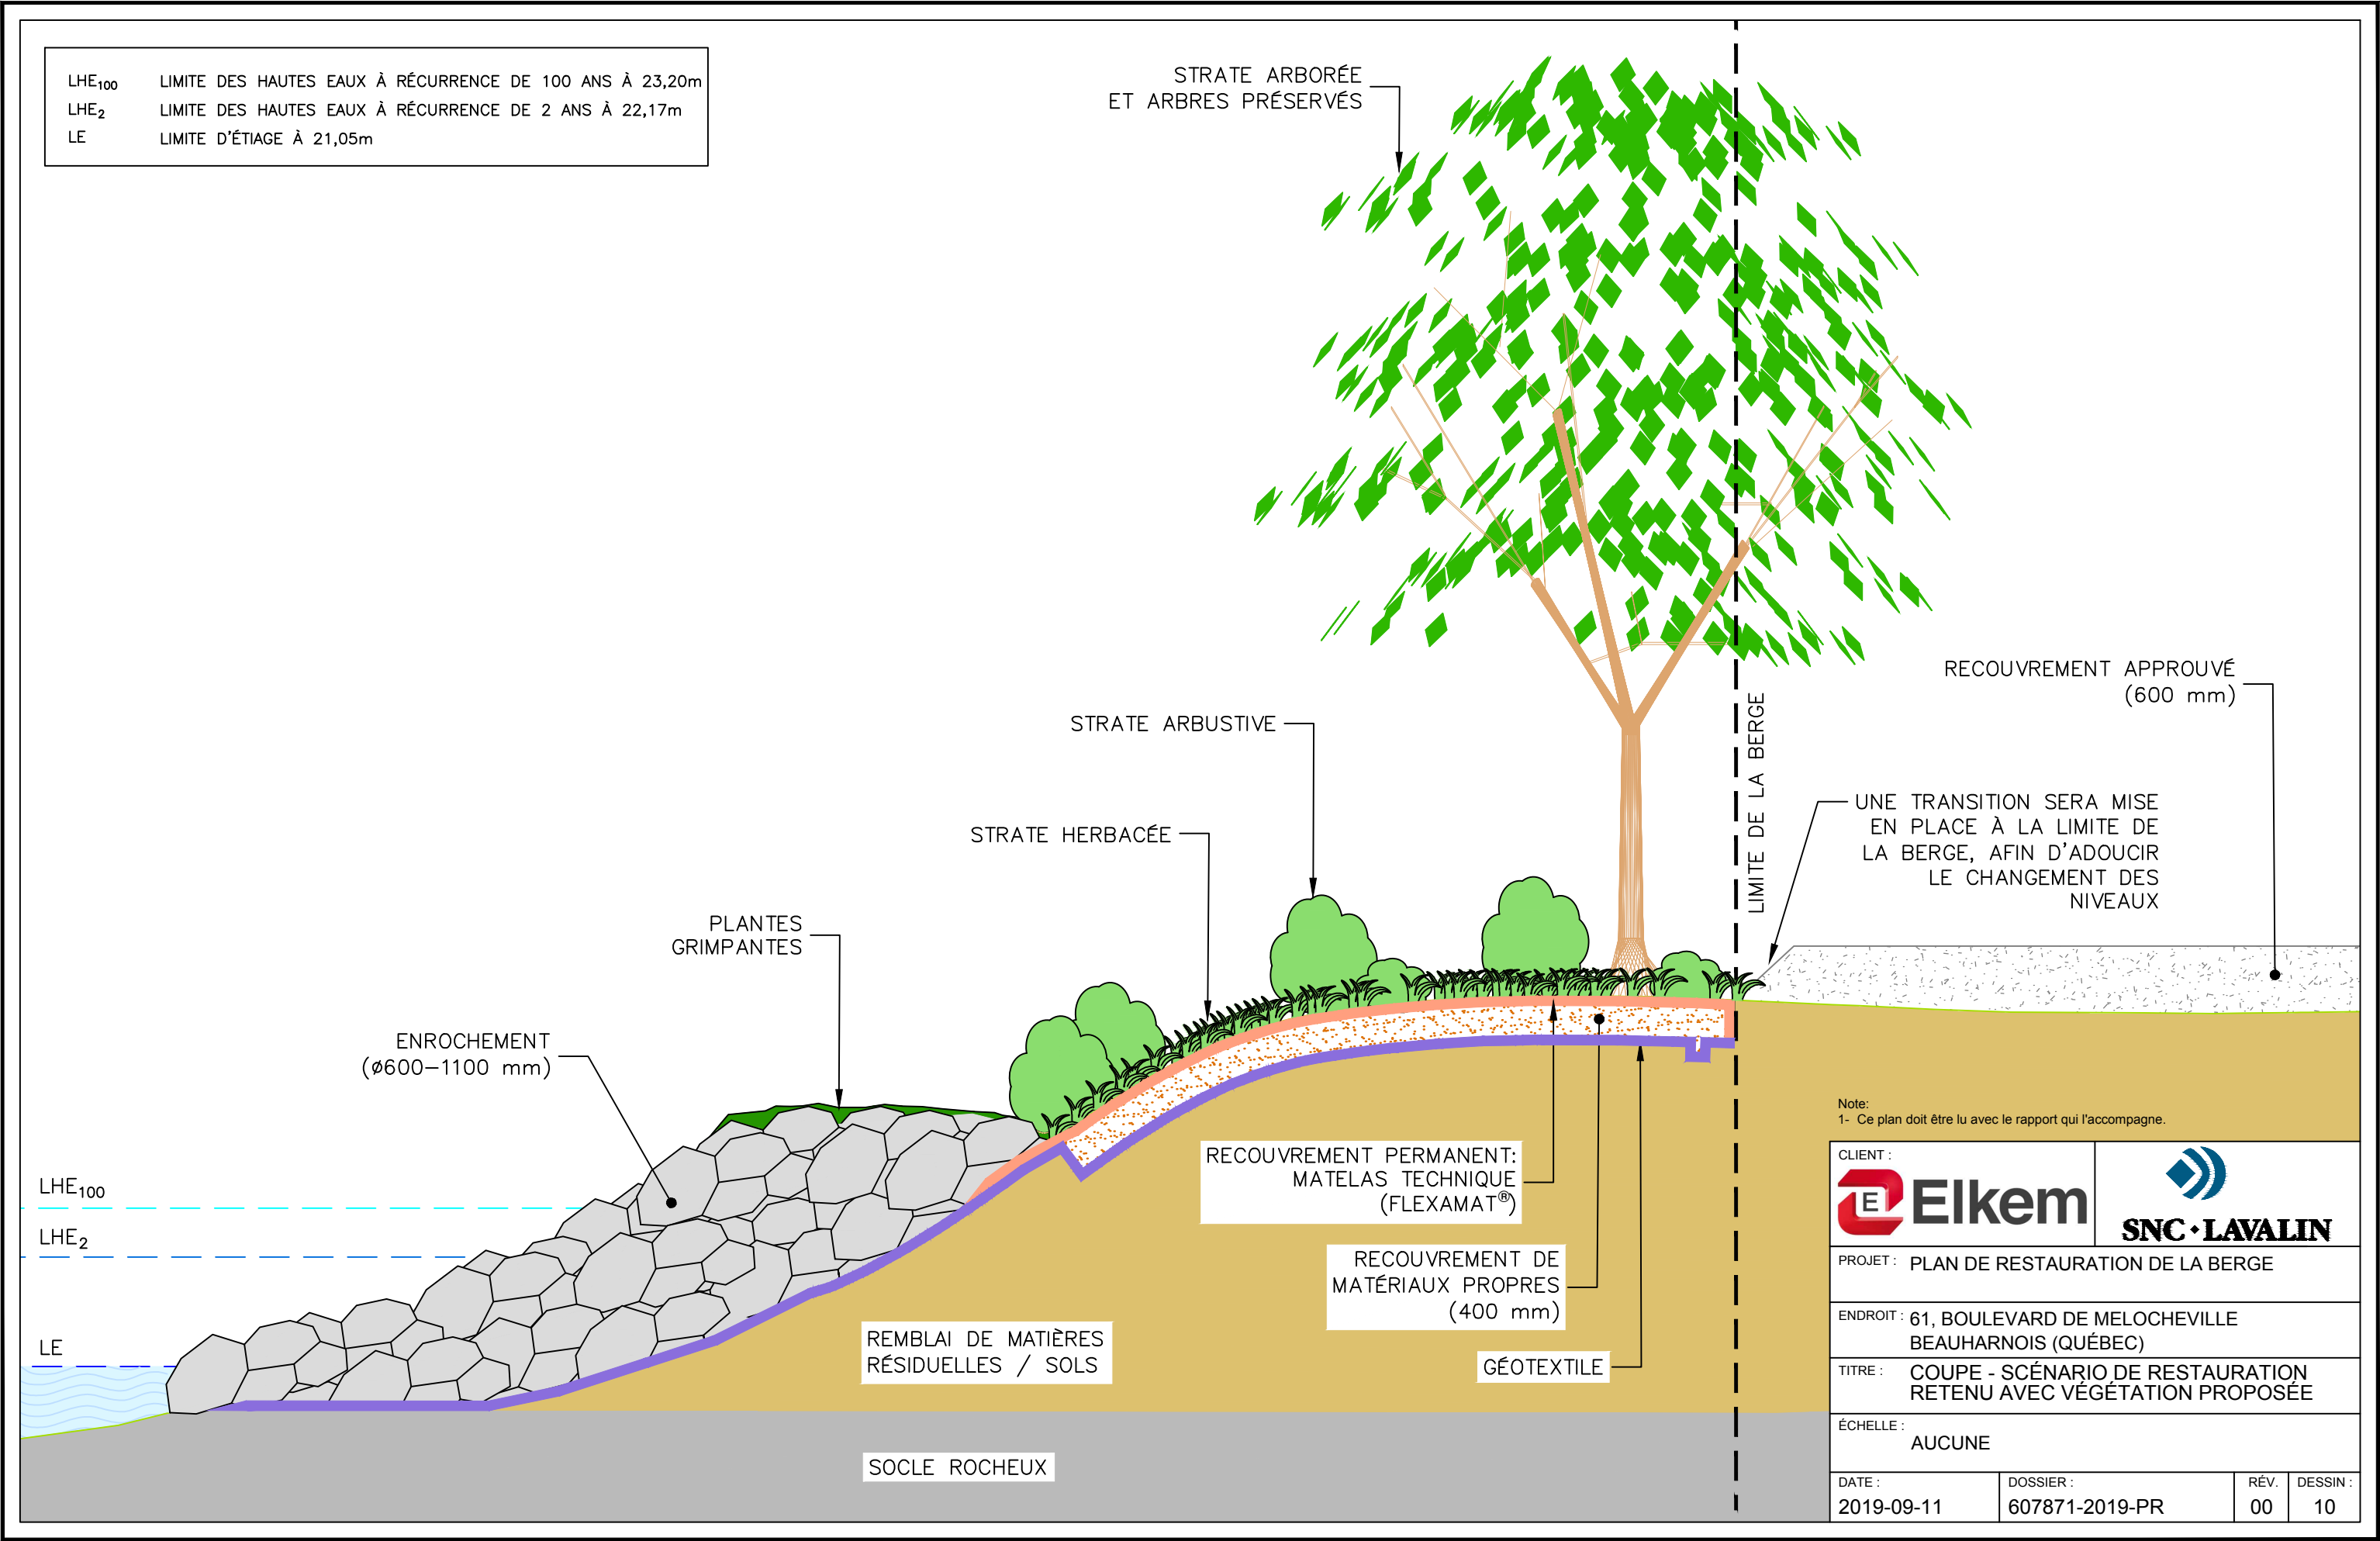 LHE100 LIMITE DES HAUTES EAUX À RÉCURRENCE DE 100 ANS À 23,20m
LHE2 LIMITE DES HAUTES EAUX À RÉCURRENCE DE 2 ANS À 22,17m
LE LIMITE D'ÉTIAGE À 21,05m
STRATE ARBORÉE
ET ARBRES PRÉSERVÉS
RECOUVREMENT APPROUVÉ
(600 mm)
STRATE ARBUSTIVE
LIMITE DE LA BERGE
UNE TRANSITION SERA MISE
EN PLACE À LA LIMITE DE
LA BERGE, AFIN D'ADOUCIR
LE CHANGEMENT DES
NIVEAUX
STRATE HERBACÉE
PLANTES
GRIMPANTES
ENROCHEMENT
(ø600-1100 mm)
LHE100
LHE2
LE
RECOUVREMENT PERMANENT:
MATELAS TECHNIQUE
(FLEXAMAT®)
RECOUVREMENT DE
MATÉRIAUX PROPRES
(400 mm)
GÉOTEXTILE
REMBLAI DE MATIÈRES
RÉSIDUELLES / SOLS
SOCLE ROCHEUX
Note:
1- Ce plan doit être lu avec le rapport qui l'accompagne.
CLIENT :
E Elkem
SNC•LAVALIN
PROJET : PLAN DE RESTAURATION DE LA BERGE
ENDROIT : 61, BOULEVARD DE MELOCHEVILLE
BEAUHARNOIS (QUÉBEC)
TITRE : COUPE - SCÉNARIO DE RESTAURATION
RETENU AVEC VÉGÉTATION PROPOSÉE
ÉCHELLE :
AUCUNE
DATE : DOSSIER : RÉV. DESSIN :
2019-09-11 607871-2019-PR 00 10